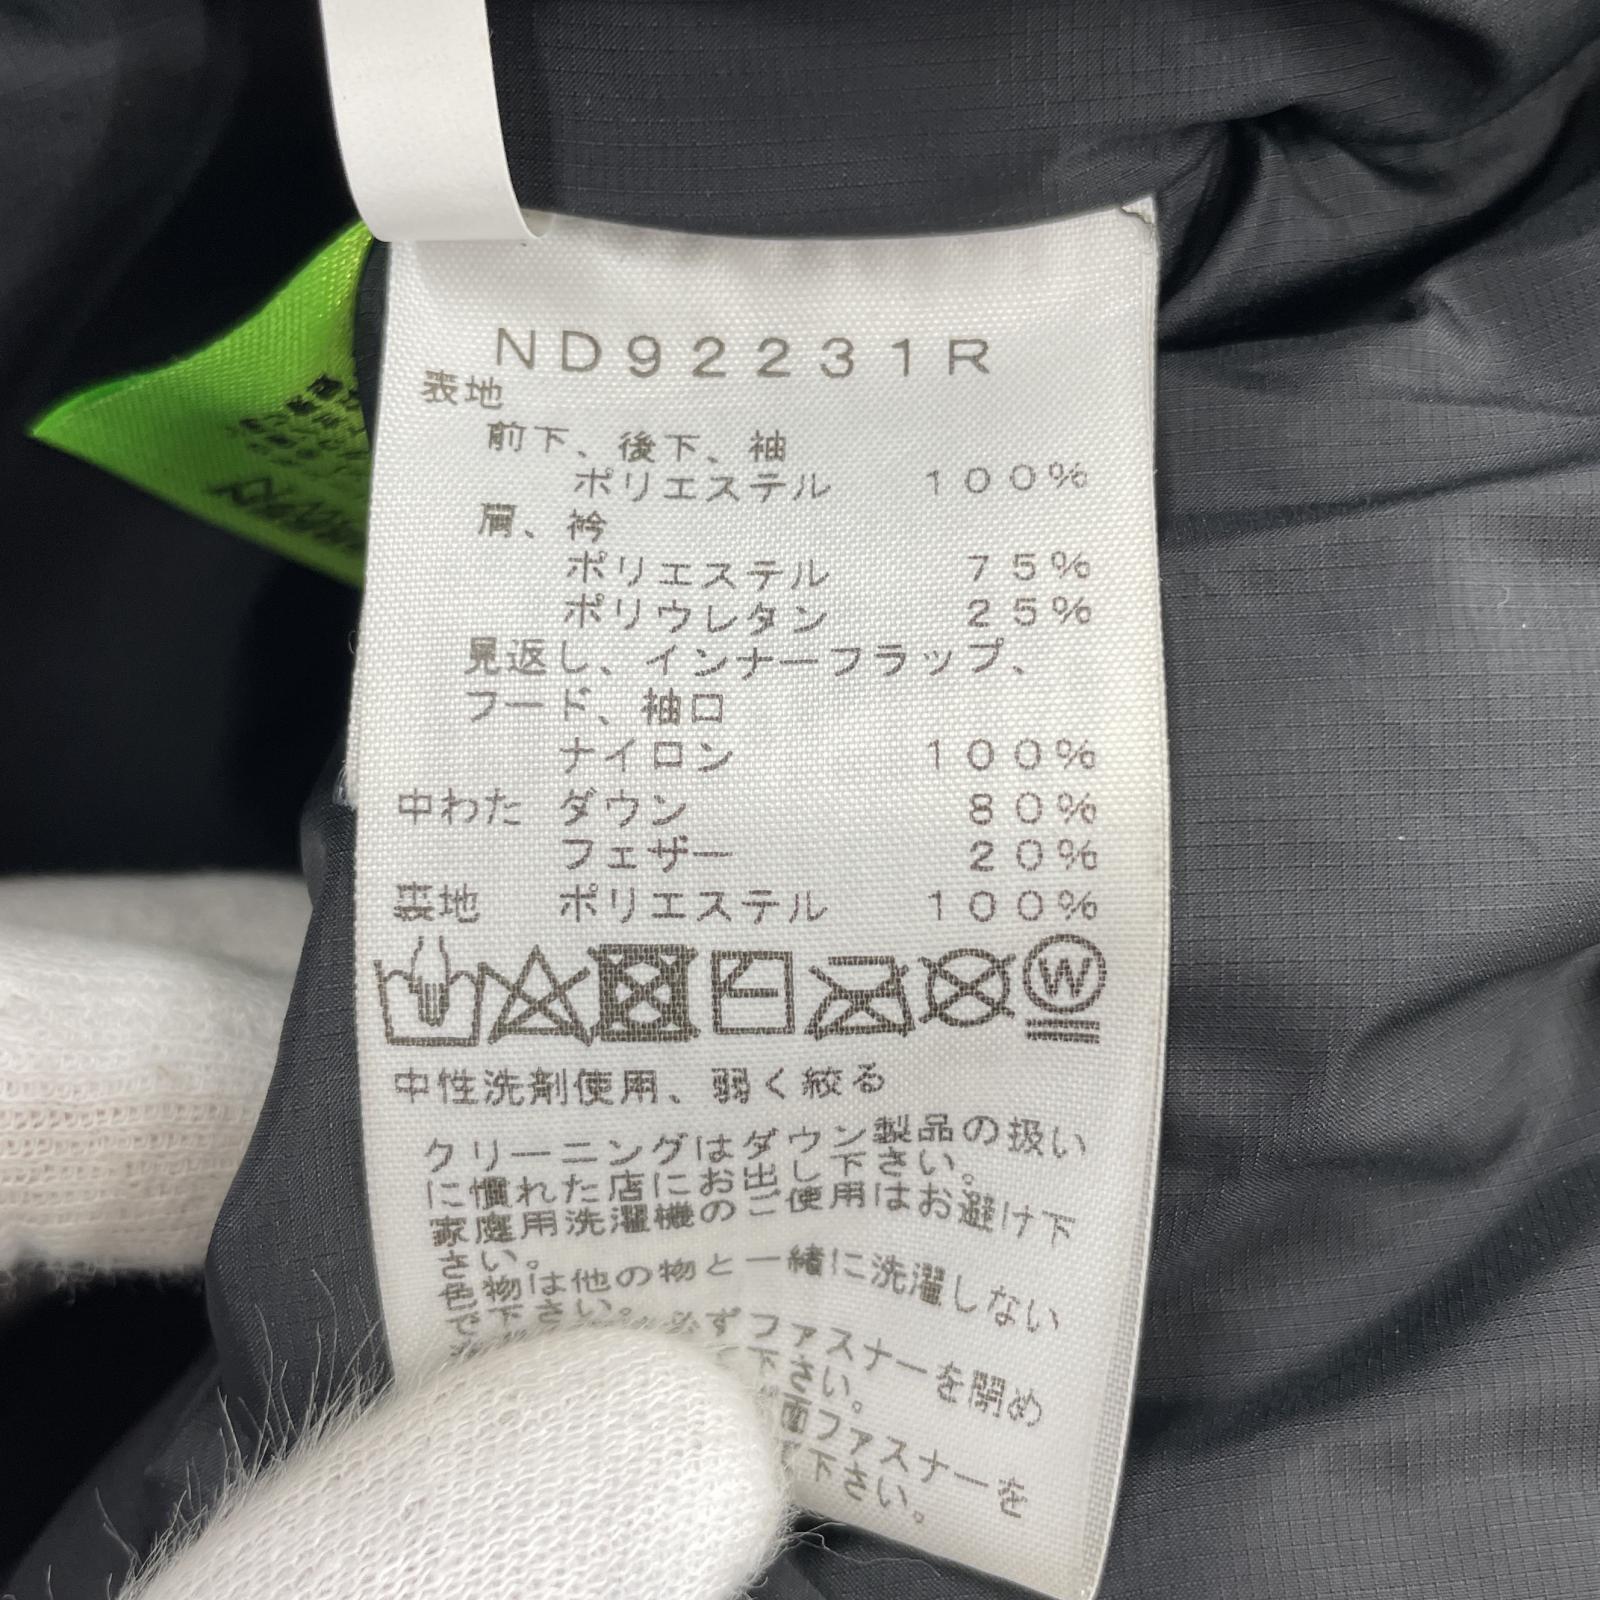 ND92231R
表地
前下、後下、袖
ポリエステル 100%
肩、衿
ポリエステル 75%
ポリウレタン 25%
見返し、インナーフラップ、
フード、袖口
ナイロン 100%
中わた ダウン 80%
フェザー 20%
裏地 ポリエステル 100%
W
中性洗剤使用、弱く絞る
クリーニングはダウン製品の扱い
に慣れた店にお出し下さい。
家庭用洗濯機のご使用はお避け下
さい。
色物は他の物と一緒に洗濯しない
で下さい。必ずファスナーを閉め
下さい。
面ファスナーを
下さい。